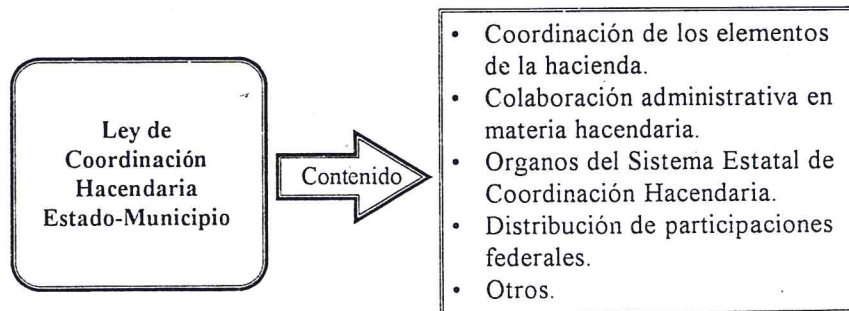 Ley de
Coordinación
Hacendaria
Estado-Municipio
Contenido
• Coordinación de los elementos
de la hacienda.
• Colaboración administrativa en
materia hacendaria.
• Organos del Sistema Estatal de
Coordinación Hacendaria.
• Distribución de participaciones
federales.
• Otros.